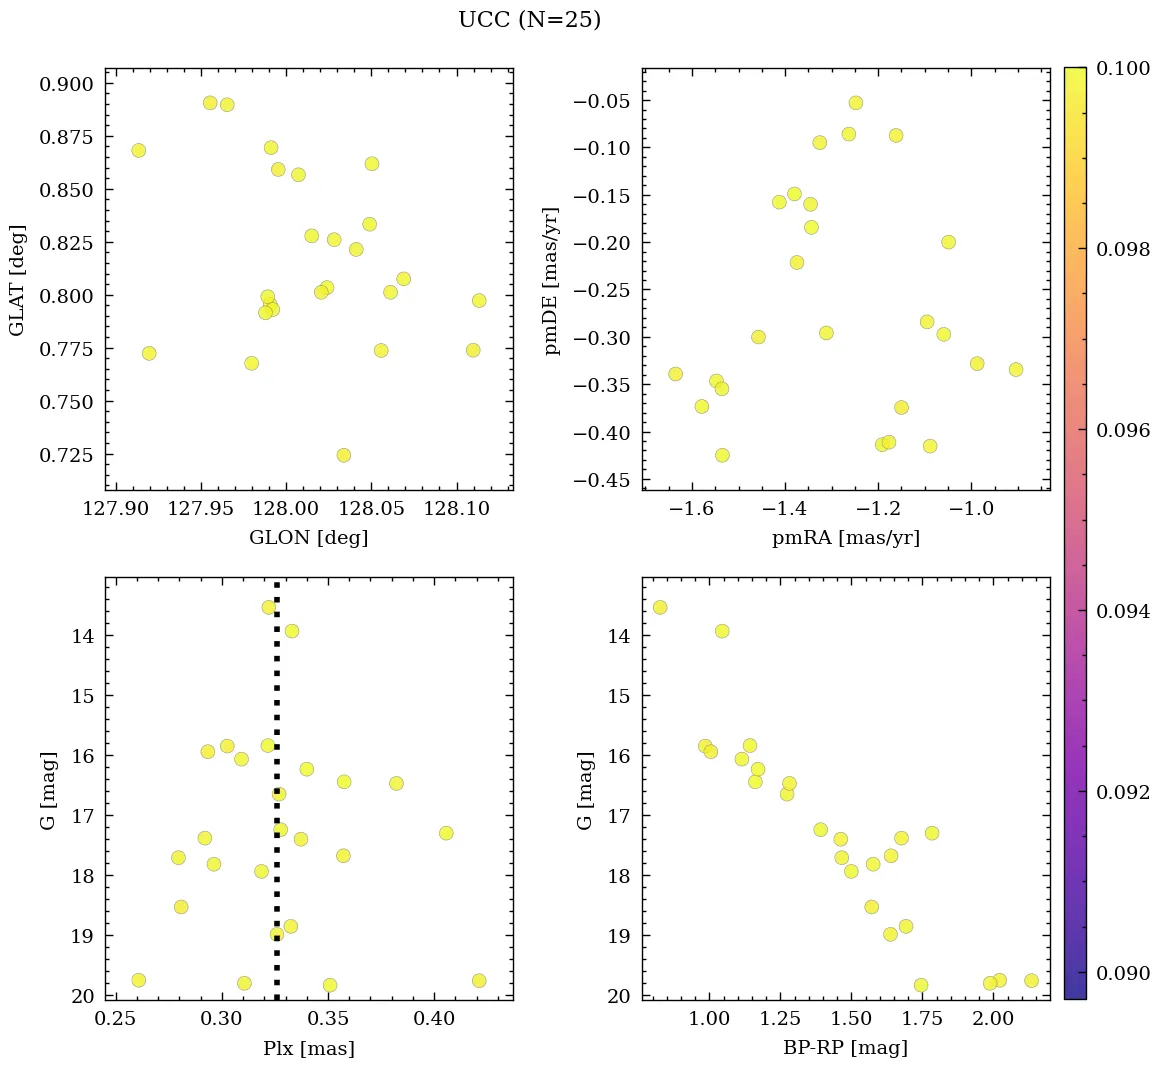 UCC (N=25)
0.900
0.875
0.850
0.825
0.800
0.775
0.750
0.725
GLAT [deg]
127.90 127.95 128.00 128.05 128.10
GLON [deg]
−0.05
−0.10
−0.15
−0.20
−0.25
−0.30
−0.35
−0.40
−0.45
pmDE [mas/yr]
−1.6 −1.4 −1.2 −1.0
pmRA [mas/yr]
0.100
0.098
0.096
0.094
0.092
0.090
14
15
16
17
18
19
20
G [mag]
0.25 0.30 0.35 0.40
Plx [mas]
14
15
16
17
18
19
20
G [mag]
1.00 1.25 1.50 1.75 2.00
BP-RP [mag]